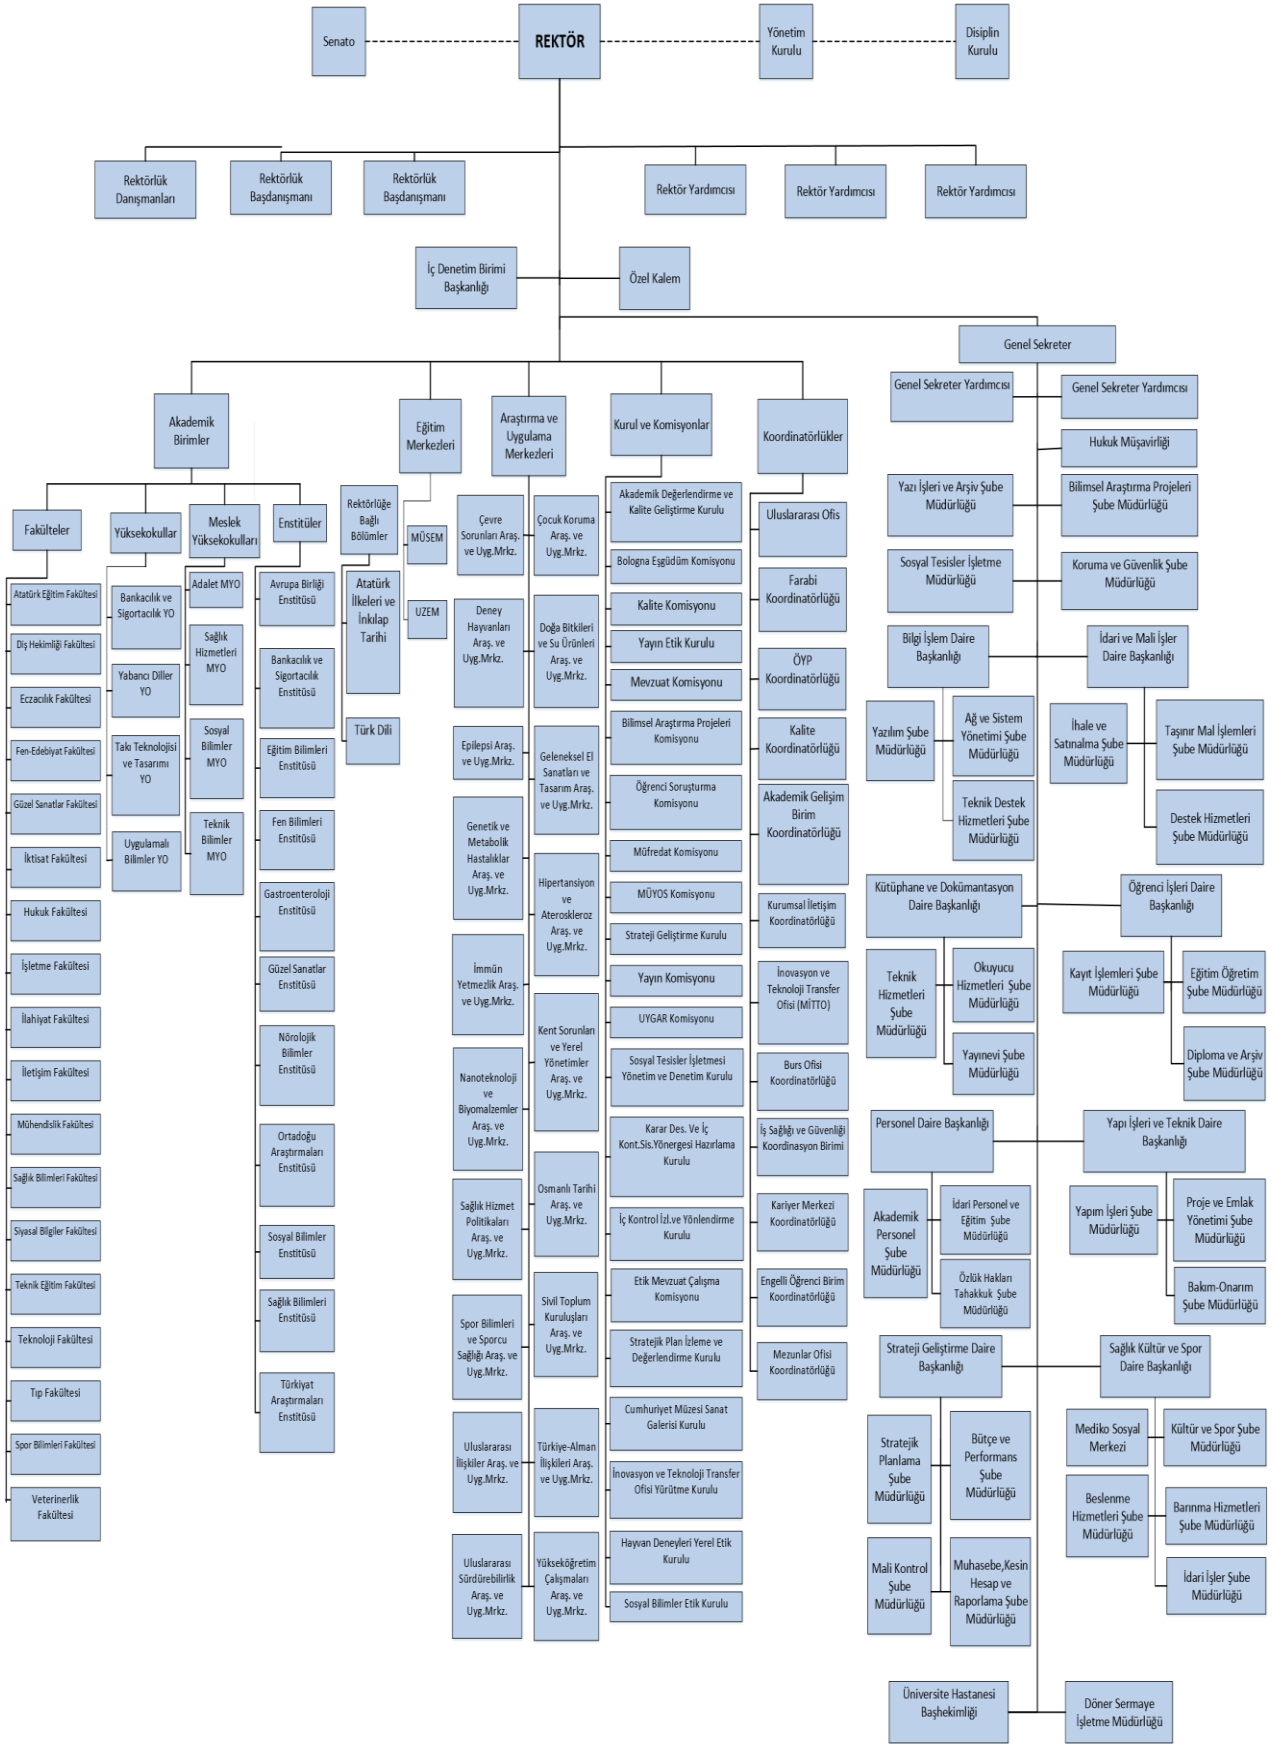 Senato
REKTÖR
Yönetim
Kurulu
Disiplin
Kurulu
Rektörlük
Danışmanları
Rektörlük
Başdanışmanı
Rektörlük
Başdanışmanı
Rektör Yardımcısı
Rektör Yardımcısı
Rektör Yardımcısı
İç Denetim Birimi
Başkanlığı
Özel Kalem
Genel Sekreter
Akademik
Birimler
Fakülteler
Atatürk Eğitim Fakültesi
Diş Hekimliği Fakültesi
Eczacılık Fakültesi
Fen-Edebiyat Fakültesi
Güzel Sanatlar Fakültesi
İktisat Fakültesi
Hukuk Fakültesi
İşletme Fakültesi
İlahiyat Fakültesi
İletişim Fakültesi
Mühendislik Fakültesi
Sağlık Bilimleri Fakültesi
Siyasal Bilgiler Fakültesi
Teknik Eğitim Fakültesi
Teknoloji Fakültesi
Tıp Fakültesi
Spor Bilimleri Fakültesi
Veterinerlik
Fakültesi
Yüksekokullar
Bankacılık ve
Sigortacılık YO
Yabancı Diller
YO
Takı Teknolojisi
ve Tasarımı
YO
Uygulamalı
Bilimler YO
Meslek
Yüksekokulları
Adalet MYO
Sağlık
Hizmetleri
MYO
Sosyal
Bilimler
MYO
Teknik
Bilimler
MYO
Enstitüler
Avrupa Birliği
Enstitüsü
Bankacılık ve
Sigortacılık
Enstitüsü
Eğitim Bilimleri
Enstitüsü
Fen Bilimleri
Enstitüsü
Gastroenteroloji
Enstitüsü
Güzel Sanatlar
Enstitüsü
Nörolojik
Bilimler
Enstitüsü
Ortadoğu
Araştırmaları
Enstitüsü
Sosyal Bilimler
Enstitüsü
Sağlık Bilimleri
Enstitüsü
Türkiyat
Araştırmaları
Enstitüsü
Rektörlüğe
Bağlı
Bölümler
Atatürk
İlkeleri ve
İnkılap
Tarihi
Türk Dili
Eğitim
Merkezleri
MÜSEM
UZEM
Araştırma ve
Uygulama
Merkezleri
Çevre
Sorunları Araş.
ve Uyg.Mrkz.
Çocuk Koruma
Araş. ve
Uyg.Mrkz.
Deney
Hayvanları
Araş. ve
Uyg.Mrkz.
Doğa Bitkileri
ve Su Ürünleri
Araş. ve
Uyg.Mrkz.
Epilepsi Araş.
ve Uyg.Mrkz.
Geleneksel El
Sanatları ve
Tasarım Araş.
ve Uyg.Mrkz.
Genetik ve
Metabolik
Hastalıklar
Araş. ve
Uyg.Mrkz.
Hipertansiyon
ve
Ateroskleroz
Araş. ve
Uyg.Mrkz.
İmmün
Yetmezlik Araş.
ve Uyg.Mrkz.
Kent Sorunları
ve Yerel
Yönetimler
Araş. ve
Uyg.Mrkz.
Nanoteknoloji
ve
Biyomalzemler
Araş. ve
Uyg.Mrkz.
Osmanlı Tarihi
Araş. ve
Uyg.Mrkz.
Sağlık Hizmet
Politikaları
Araş. ve
Uyg.Mrkz.
Sivil Toplum
Kuruluşları
Araş. ve
Uyg.Mrkz.
Spor Bilimleri
ve Sporcu
Sağlığı Araş. ve
Uyg.Mrkz.
Uluslararası
İlişkiler Araş. ve
Uyg.Mrkz.
Türkiye-Alman
İlişkileri Araş.
ve Uyg.Mrkz.
Uluslararası
Sürdürebilirlik
Araş. ve
Uyg.Mrkz.
Yükseköğretim
Çalışmaları
Araş. ve
Uyg.Mrkz.
Kurul ve Komisyonlar
Akademik Değerlendirme ve
Kalite Geliştirme Kurulu
Bologna Eşgüdüm Komisyonu
Kalite Komisyonu
Yayın Etik Kurulu
Mevzuat Komisyonu
Bilimsel Araştırma Projeleri
Komisyonu
Öğrenci Soruşturma
Komisyonu
Müfredat Komisyonu
MÜYOS Komisyonu
Strateji Geliştirme Kurulu
Yayın Komisyonu
UYGAR Komisyonu
Sosyal Tesisler İşletmesi
Yönetim ve Denetim Kurulu
Karar Des. Ve İç
Kont.Sis.Yönergesi Hazırlama
Kurulu
İç Kontrol İzl.ve Yönlendirme
Kurulu
Etik Mevzuat Çalışma
Komisyonu
Stratejik Plan İzleme ve
Değerlendirme Kurulu
Cumhuriyet Müzesi Sanat
Galerisi Kurulu
İnovasyon ve Teknoloji Transfer
Ofisi Yürütme Kurulu
Hayvan Deneyleri Yerel Etik
Kurulu
Sosyal Bilimler Etik Kurulu
Koordinatörlükler
Uluslararası Ofis
Farabi
Koordinatörlüğü
ÖYP
Koordinatörlüğü
Kalite
Koordinatörlüğü
Akademik Gelişim
Birim
Koordinatörlüğü
Kurumsal İletişim
Koordinatörlüğü
İnovasyon ve
Teknoloji Transfer
Ofisi (MİTTO)
Burs Ofisi
Koordinatörlüğü
İş Sağlığı ve Güvenliği
Koordinasyon Birimi
Kariyer Merkezi
Koordinatörlüğü
Engelli Öğrenci Birim
Koordinatörlüğü
Mezunlar Ofisi
Koordinatörlüğü
Genel Sekreter Yardımcısı
Genel Sekreter Yardımcısı
Hukuk Müşavirliği
Yazı İşleri ve Arşiv Şube
Müdürlüğü
Bilimsel Araştırma Projeleri
Şube Müdürlüğü
Sosyal Tesisler İşletme
Müdürlüğü
Koruma ve Güvenlik Şube
Müdürlüğü
Bilgi İşlem Daire
Başkanlığı
İdari ve Mali İşler
Daire Başkanlığı
Yazılım Şube
Müdürlüğü
Ağ ve Sistem
Yönetimi Şube
Müdürlüğü
Teknik Destek
Hizmetleri Şube
Müdürlüğü
İhale ve
Satınalma Şube
Müdürlüğü
Taşınır Mal İşlemleri
Şube Müdürlüğü
Destek Hizmetleri
Şube Müdürlüğü
Kütüphane ve Dokümantasyon
Daire Başkanlığı
Öğrenci İşleri Daire
Başkanlığı
Teknik
Hizmetleri
Şube
Müdürlüğü
Okuyucu
Hizmetleri Şube
Müdürlüğü
Yayınevi Şube
Müdürlüğü
Kayıt İşlemleri Şube
Müdürlüğü
Eğitim Öğretim
Şube Müdürlüğü
Diploma ve Arşiv
Şube Müdürlüğü
Personel Daire Başkanlığı
Yapı İşleri ve Teknik Daire
Başkanlığı
Akademik
Personel
Şube
Müdürlüğü
İdari Personel ve
Eğitim Şube
Müdürlüğü
Özlük Hakları
Tahakkuk Şube
Müdürlüğü
Yapım İşleri Şube
Müdürlüğü
Proje ve Emlak
Yönetimi Şube
Müdürlüğü
Bakım-Onarım
Şube Müdürlüğü
Strateji Geliştirme Daire
Başkanlığı
Sağlık Kültür ve Spor
Daire Başkanlığı
Stratejik
Planlama
Şube
Müdürlüğü
Bütçe ve
Performans
Şube
Müdürlüğü
Mali Kontrol
Şube
Müdürlüğü
Muhasebe,Kesin
Hesap ve
Raporlama Şube
Müdürlüğü
Mediko Sosyal
Merkezi
Kültür ve Spor Şube
Müdürlüğü
Beslenme
Hizmetleri Şube
Müdürlüğü
Barınma Hizmetleri
Şube Müdürlüğü
İdari İşler Şube
Müdürlüğü
Üniversite Hastanesi
Başhekimliği
Döner Sermaye
İşletme Müdürlüğü